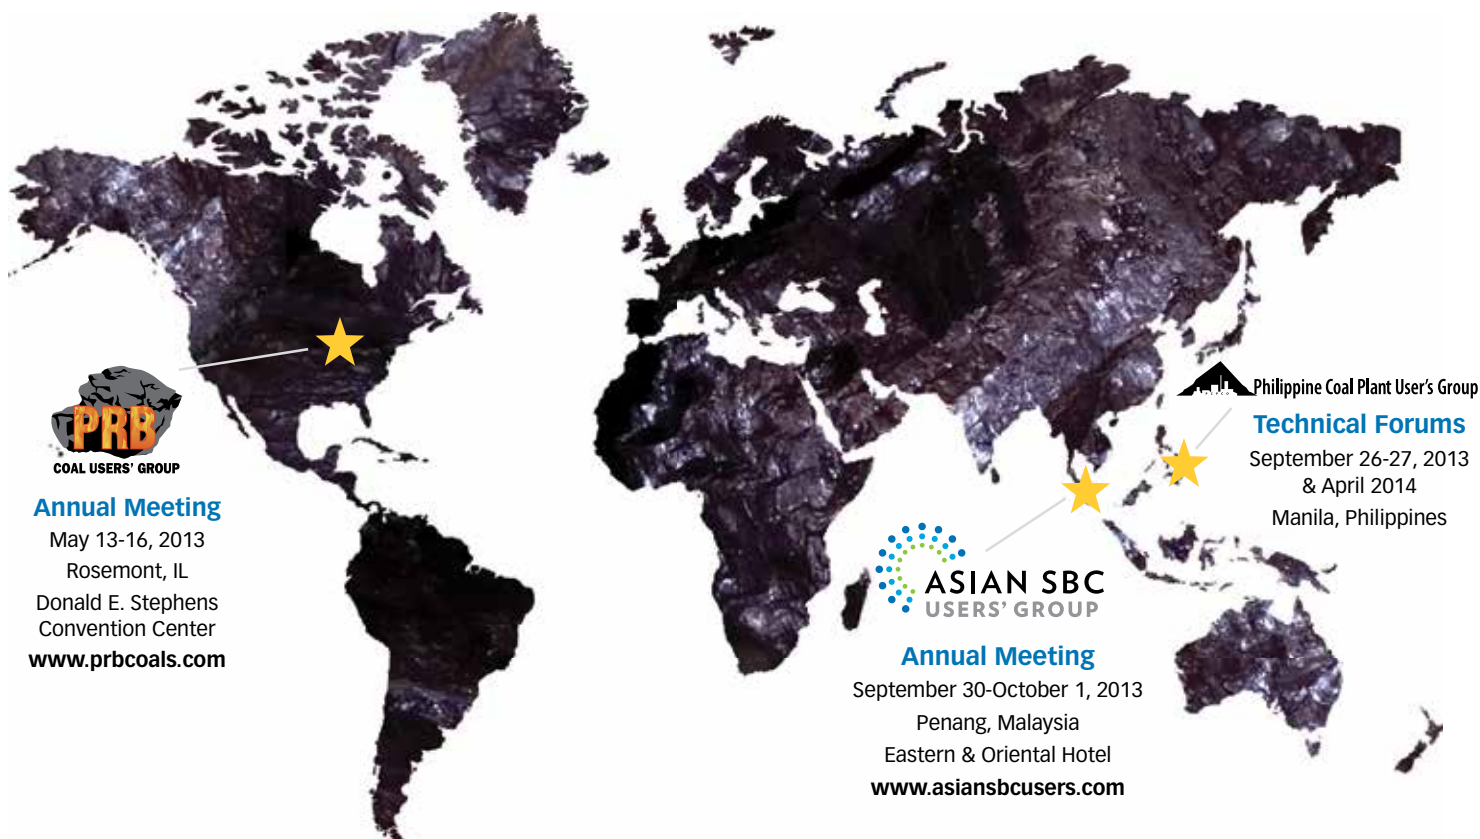 PRB
COAL USERS' GROUP
Annual Meeting
May 13-16, 2013
Rosemont, IL
Donald E. Stephens
Convention Center
www.prbcoals.com
ASIAN SBC
USERS' GROUP
Annual Meeting
September 30-October 1, 2013
Penang, Malaysia
Eastern & Oriental Hotel
www.asiansbcusers.com
Philippine Coal Plant User's Group
Technical Forums
September 26-27, 2013
& April 2014
Manila, Philippines